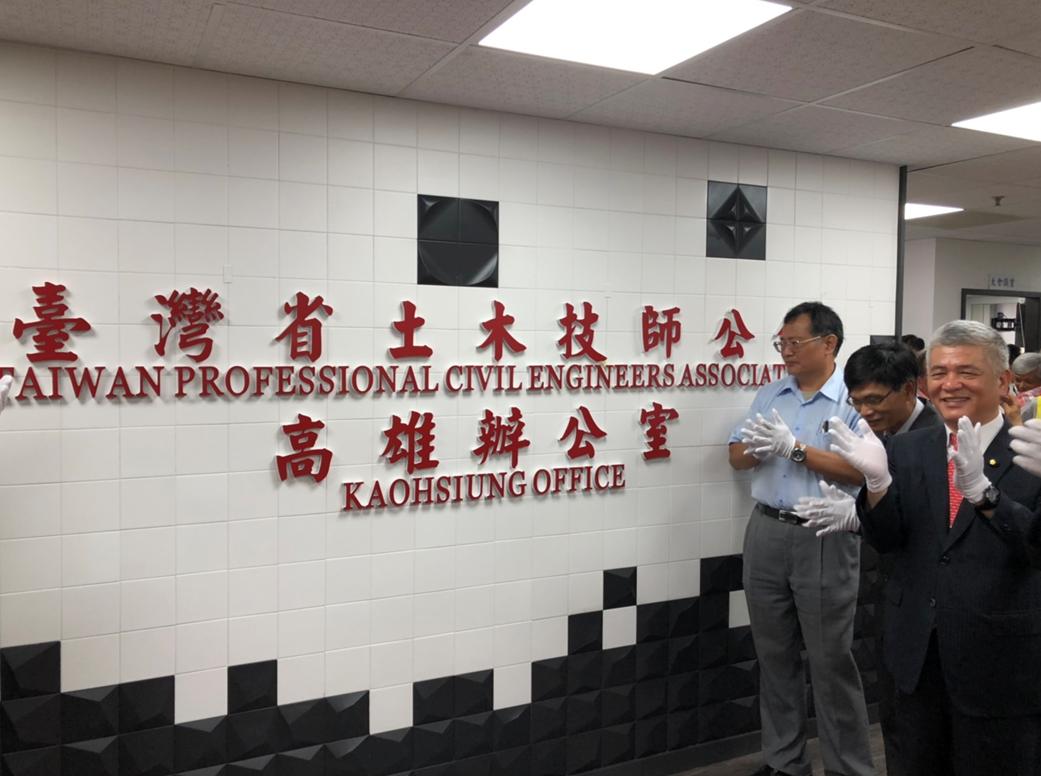 臺灣省土木技師公
TAIWAN PROFESSIONAL CIVIL ENGINEERS ASSOCIAT
高雄辦公室
KAOHSIUNG OFFICE